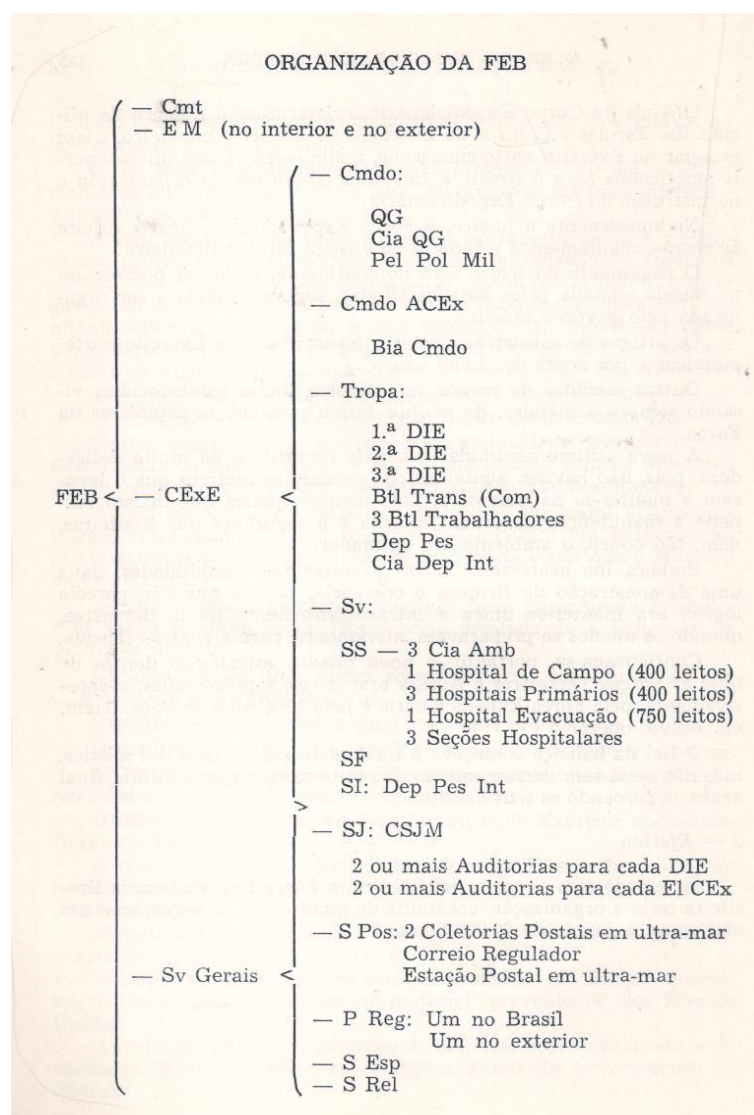 ORGANIZAÇÃO DA FEB
— Cmt
— E M (no interior e no exterior)
— Cmdo:
QG
Cia QG
Pel Pol Mil
— Cmdo ACEx
Bia Cmdo
— Tropa:
1.ª DIE
2.ª DIE
3.ª DIE
FEB < — CExE < Btl Trans (Com)
3 Btl Trabalhadores
Dep Pes
Cia Dep Int
— Sv:
SS — 3 Cia Amb
1 Hospital de Campo (400 leitos)
3 Hospitais Primários (400 leitos)
1 Hospital Evacuação (750 leitos)
3 Seções Hospitalares
SF
SI: Dep Pes Int
— SJ: CSJM
2 ou mais Auditorias para cada DIE
2 ou mais Auditorias para cada El CEx
— S Pos: 2 Coletorias Postais em ultra-mar
Correio Regulador
— Sv Gerais < Estação Postal em ultra-mar
— P Reg: Um no Brasil
Um no exterior
— S Esp
— S Rel